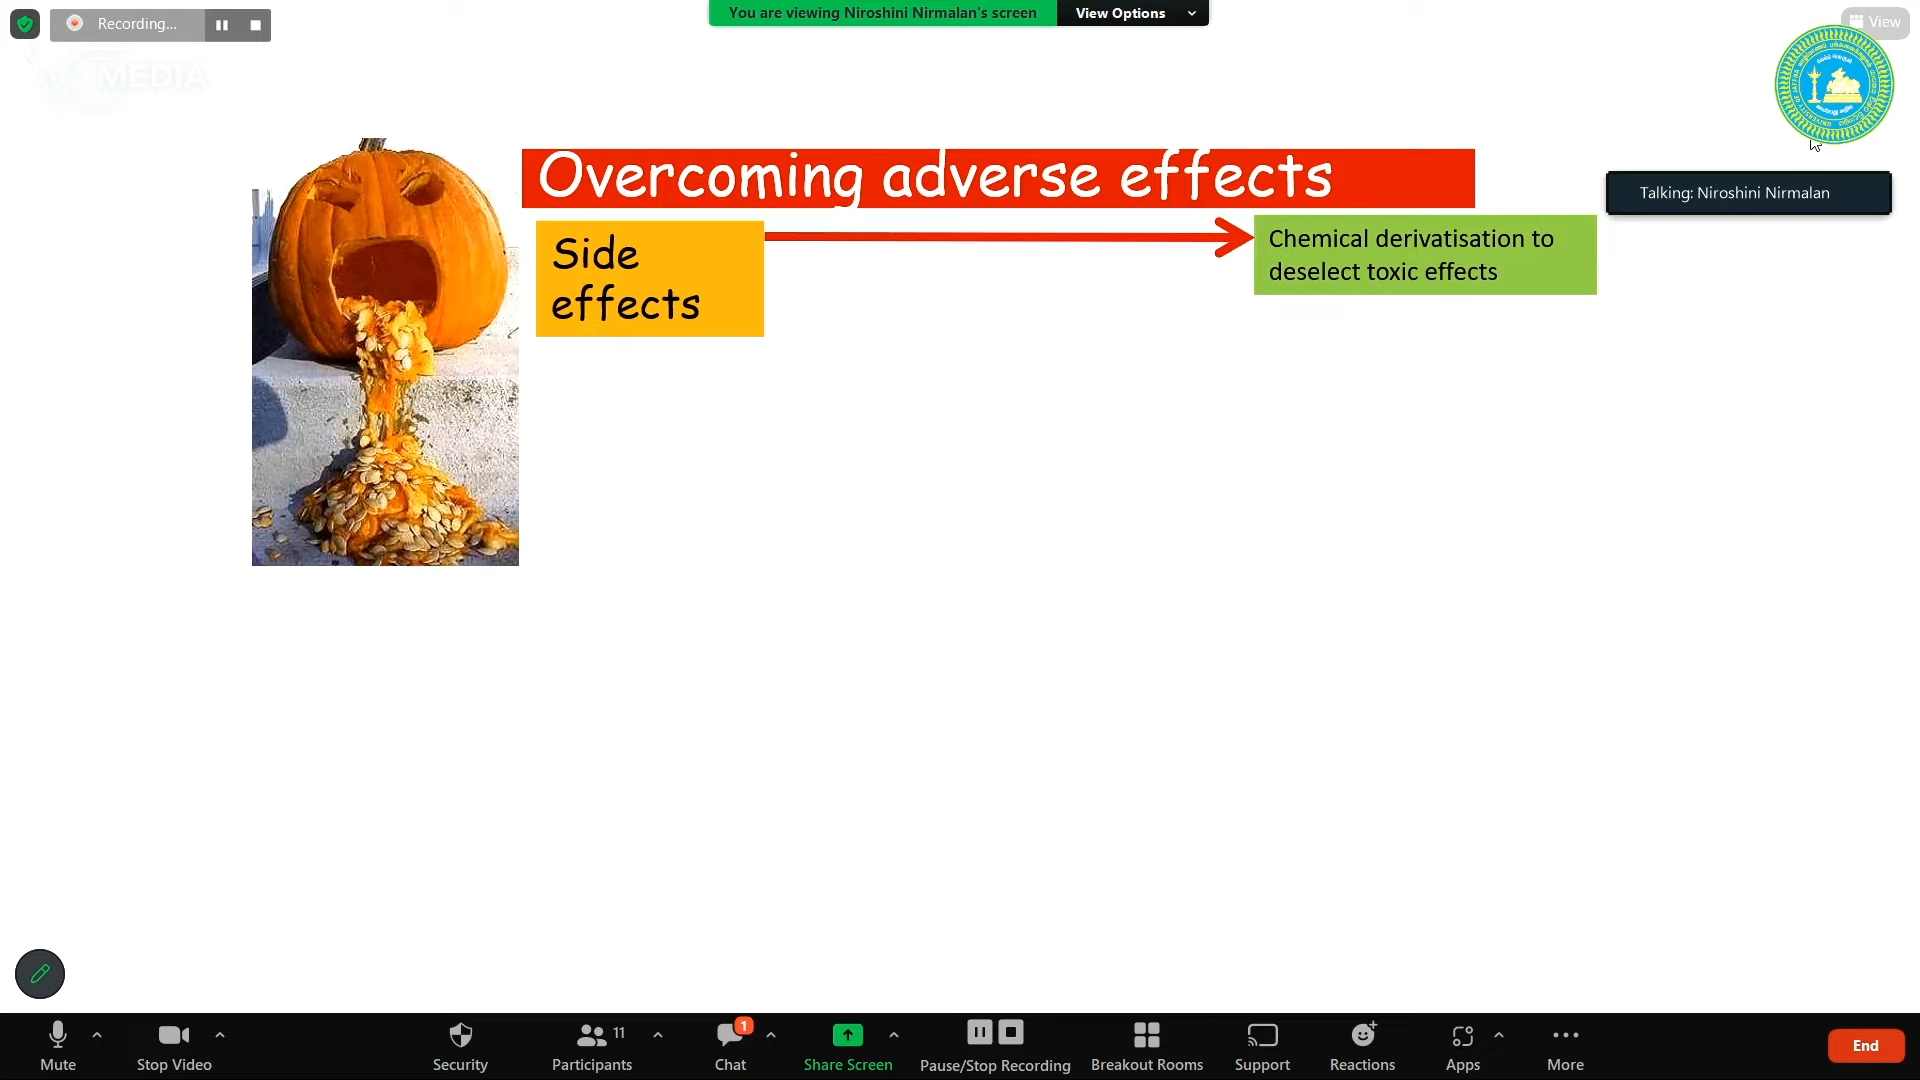 Recording...
You are viewing Niroshini Nirmalan's screen
View Options
View
MEDIA
Overcoming adverse effects
Talking: Niroshini Nirmalan
Side
effects
Chemical derivatisation to
deselect toxic effects
Mute
Stop Video
Security
Participants
11
Chat
1
Share Screen
Pause/Stop Recording
Breakout Rooms
Support
Reactions
Apps
More
End